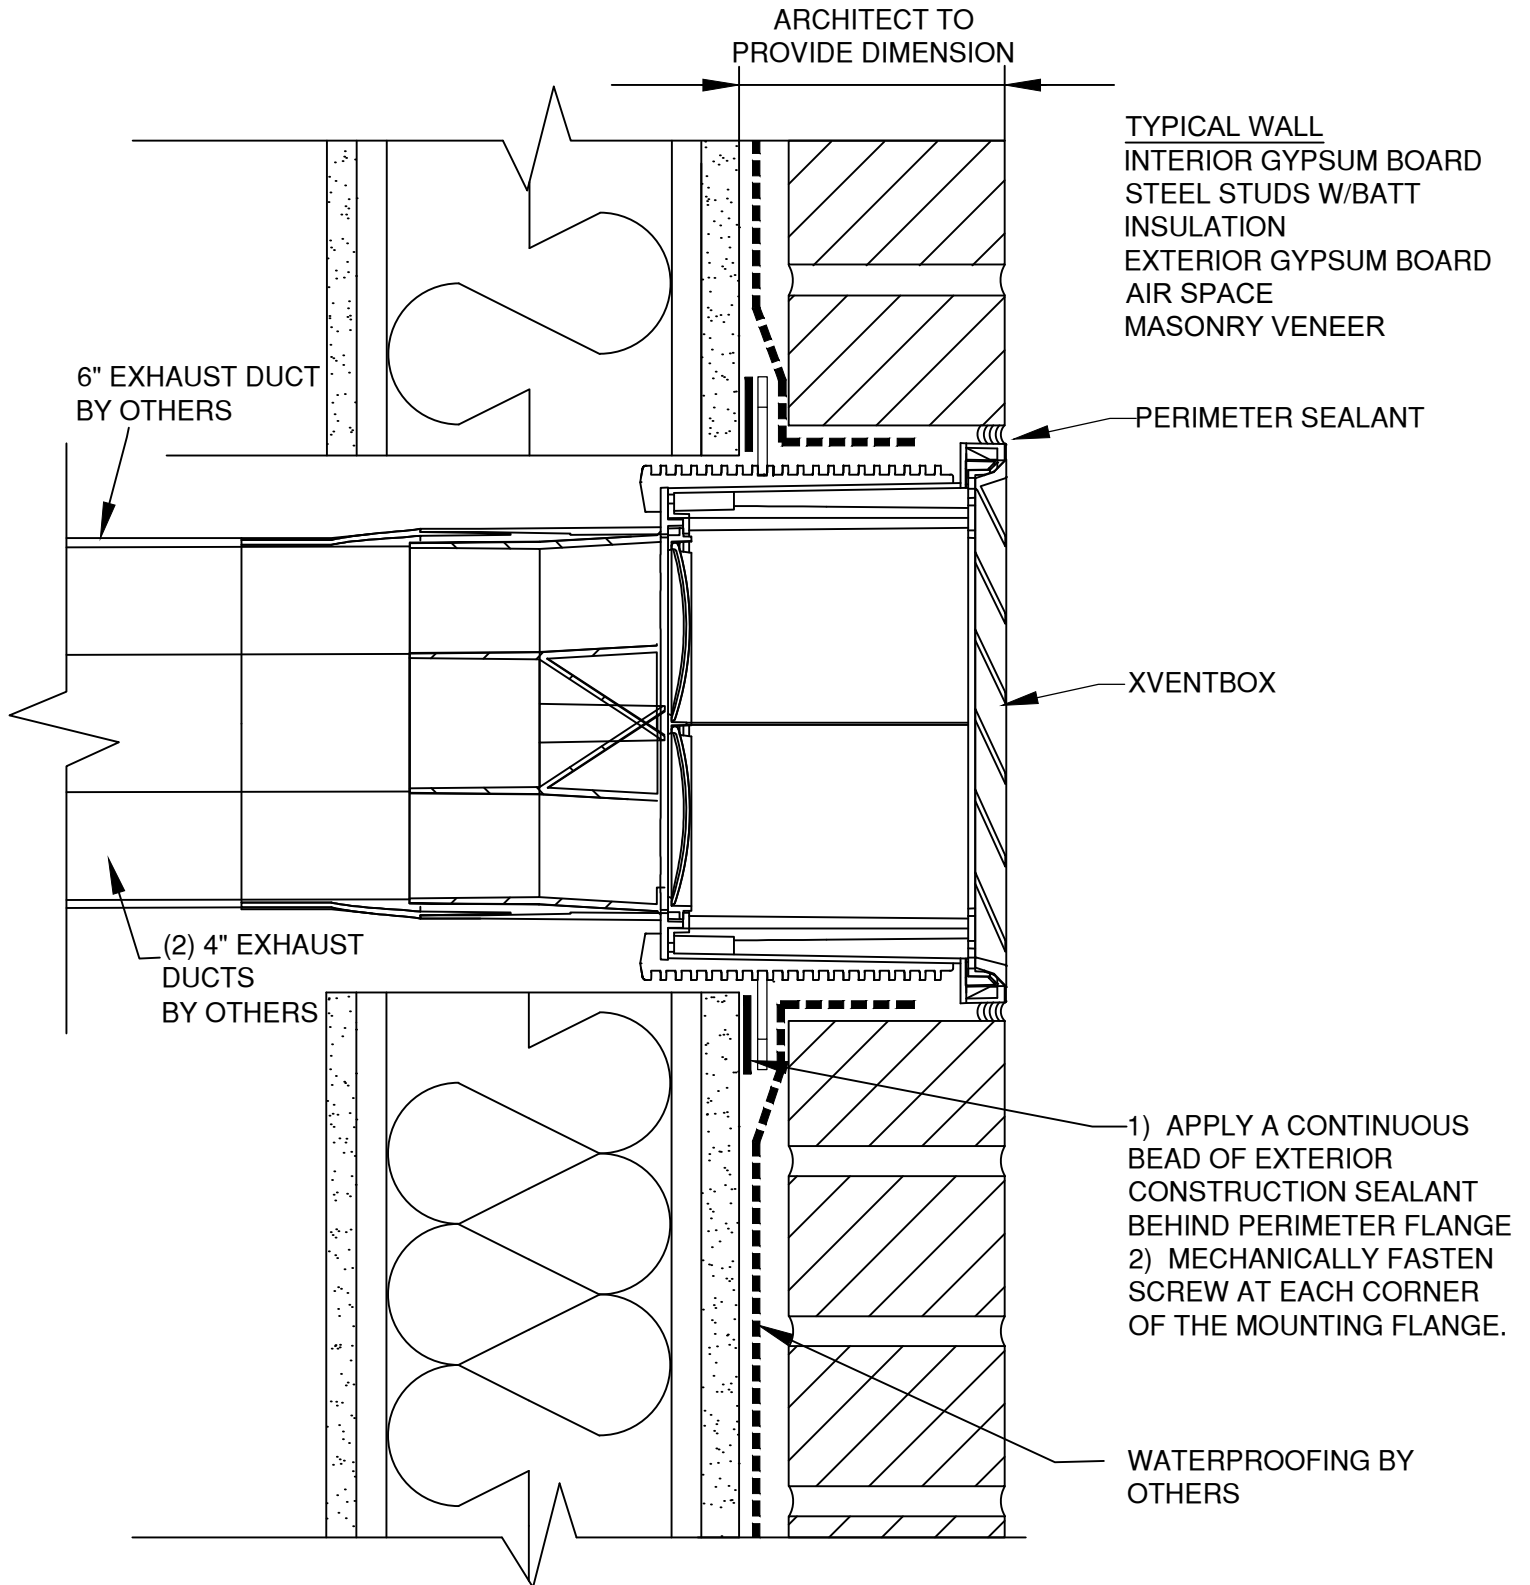 ARCHITECT TO
PROVIDE DIMENSION
TYPICAL WALL
INTERIOR GYPSUM BOARD
STEEL STUDS W/BATT
INSULATION
EXTERIOR GYPSUM BOARD
AIR SPACE
MASONRY VENEER
6" EXHAUST DUCT
BY OTHERS
PERIMETER SEALANT
XVENTBOX
(2) 4" EXHAUST
DUCTS
BY OTHERS
1) APPLY A CONTINUOUS
BEAD OF EXTERIOR
CONSTRUCTION SEALANT
BEHIND PERIMETER FLANGE
2) MECHANICALLY FASTEN
SCREW AT EACH CORNER
OF THE MOUNTING FLANGE.
WATERPROOFING BY
OTHERS